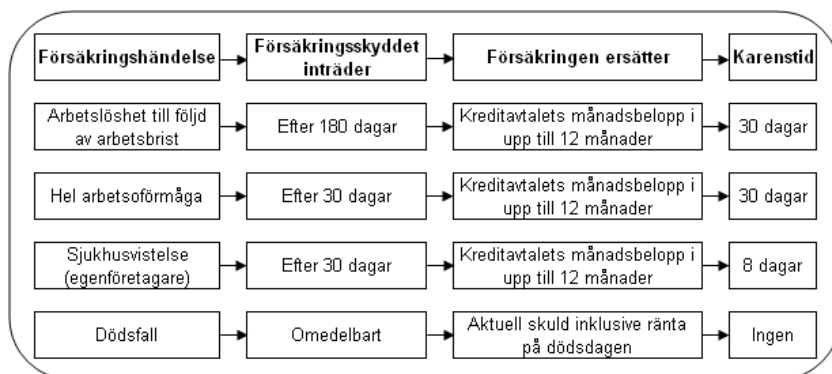 Försäkringshändelse
Försäkringsskyddet
inträder
Försäkringen ersätter
Karenstid
Arbetslöshet till följd
av arbetsbrist
Efter 180 dagar
Kreditavtalets månadsbelopp i
upp till 12 månader
30 dagar
Hel arbetsoförmåga
Efter 30 dagar
Kreditavtalets månadsbelopp i
upp till 12 månader
30 dagar
Sjukhusvistelse
(egenföretagare)
Efter 30 dagar
Kreditavtalets månadsbelopp i
upp till 12 månader
8 dagar
Dödsfall
Omedelbart
Aktuell skuld inklusive ränta
på dödsdagen
Ingen